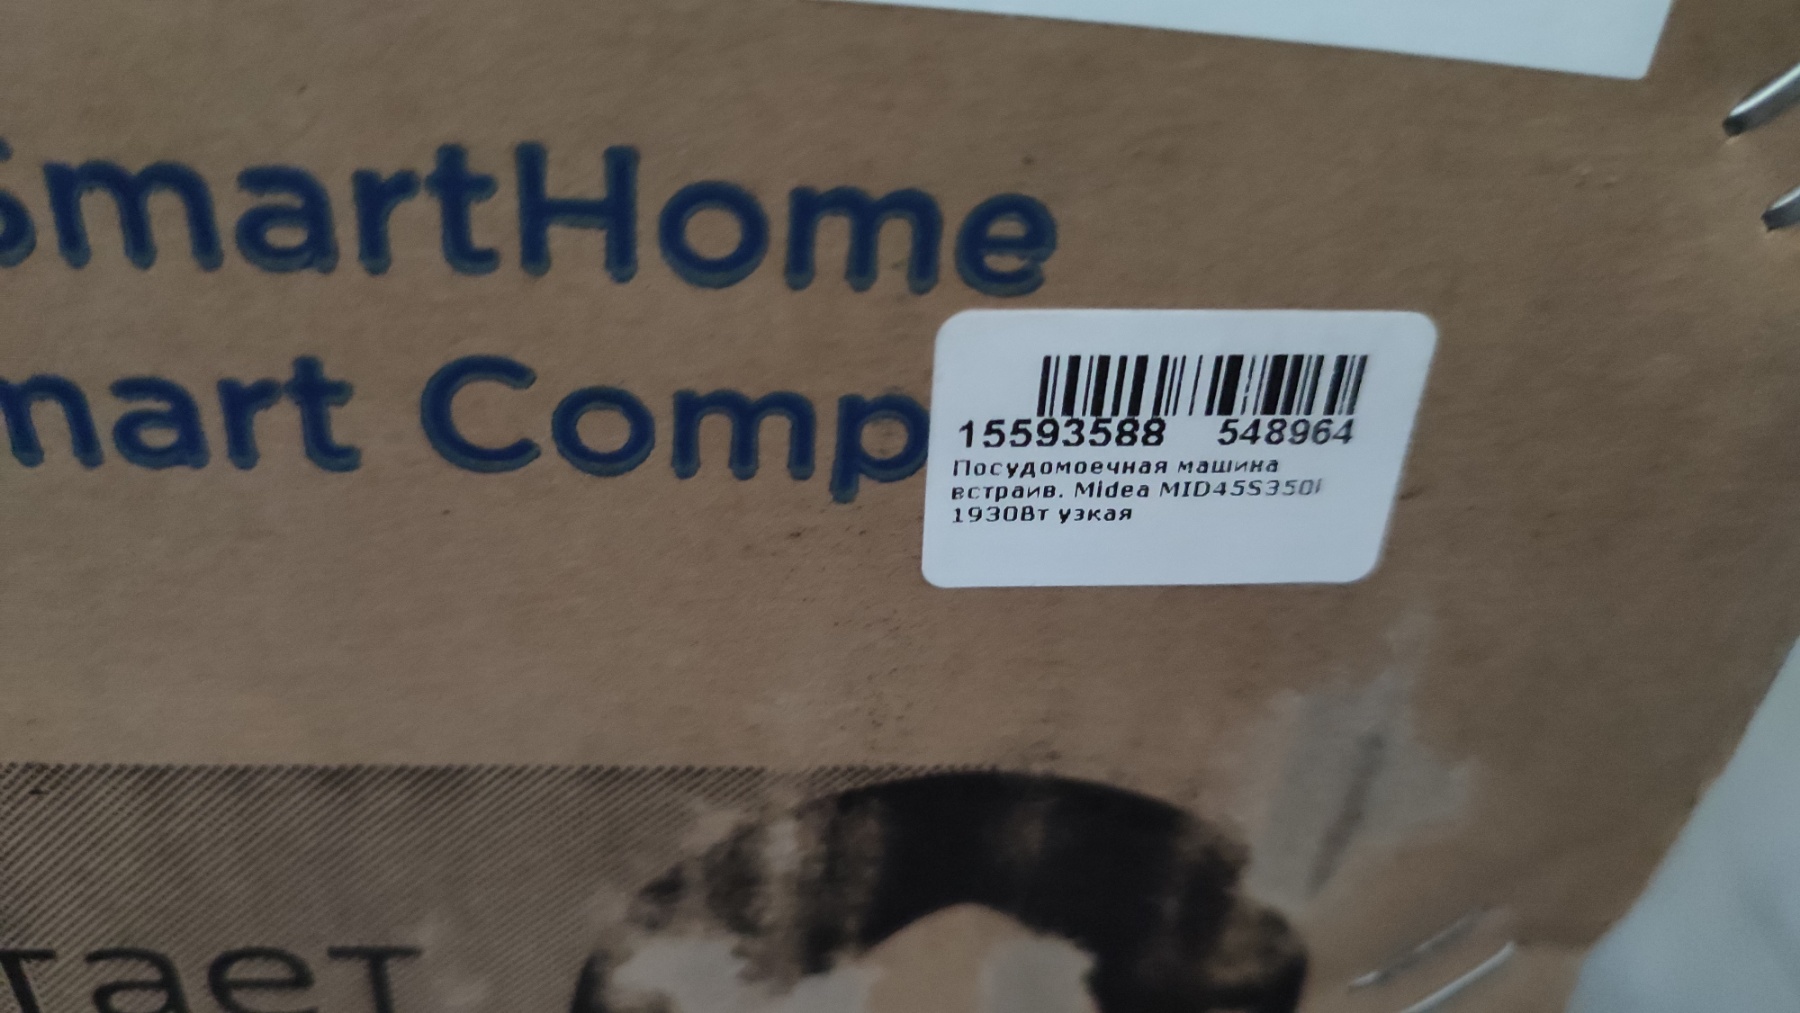 SmartHome
mart Comp
15593588 548964
Посудомоечная машина
встраив. Midea MID45S350i
1930Вт узкая
тает